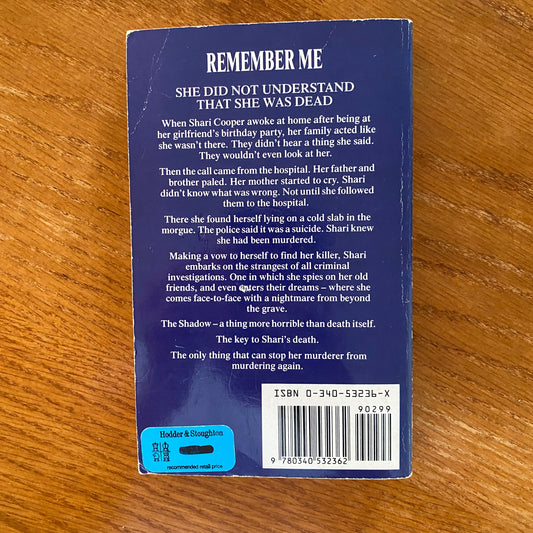 REMEMBER ME
SHE DID NOT UNDERSTAND
THAT SHE WAS DEAD
When Shari Cooper awoke at home after being at
her girlfriend's birthday party, her family acted like
she wasn't there. They didn't hear a thing she said.
They wouldn't even look at her.
Then the call came from the hospital. Her father and
brother paled. Her mother started to cry. Shari
didn't know what was wrong. Not until she followed
them to the hospital.
There she found herself lying on a cold slab in the
morgue. The police said it was a suicide. Shari knew
she had been murdered.
Making a vow to herself to find her killer, Shari
embarks on the strangest of all criminal
investigations. One in which she spies on her old
friends, and even enters their dreams – where she
comes face-to-face with a nightmare from beyond
the grave.
The Shadow – a thing more horrible than death itself.
The key to Shari's death.
The only thing that can stop her murderer from
murdering again.
ISBN 0-340-53236-X
90299
9 780340 532362
Hodder & Stoughton
recommended retail price